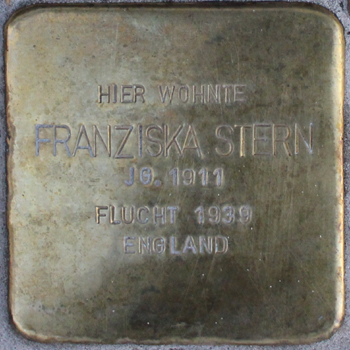 HIER WOHNTE
FRANZISKA STERN
JG. 1911
FLUCHT 1939
ENGLAND